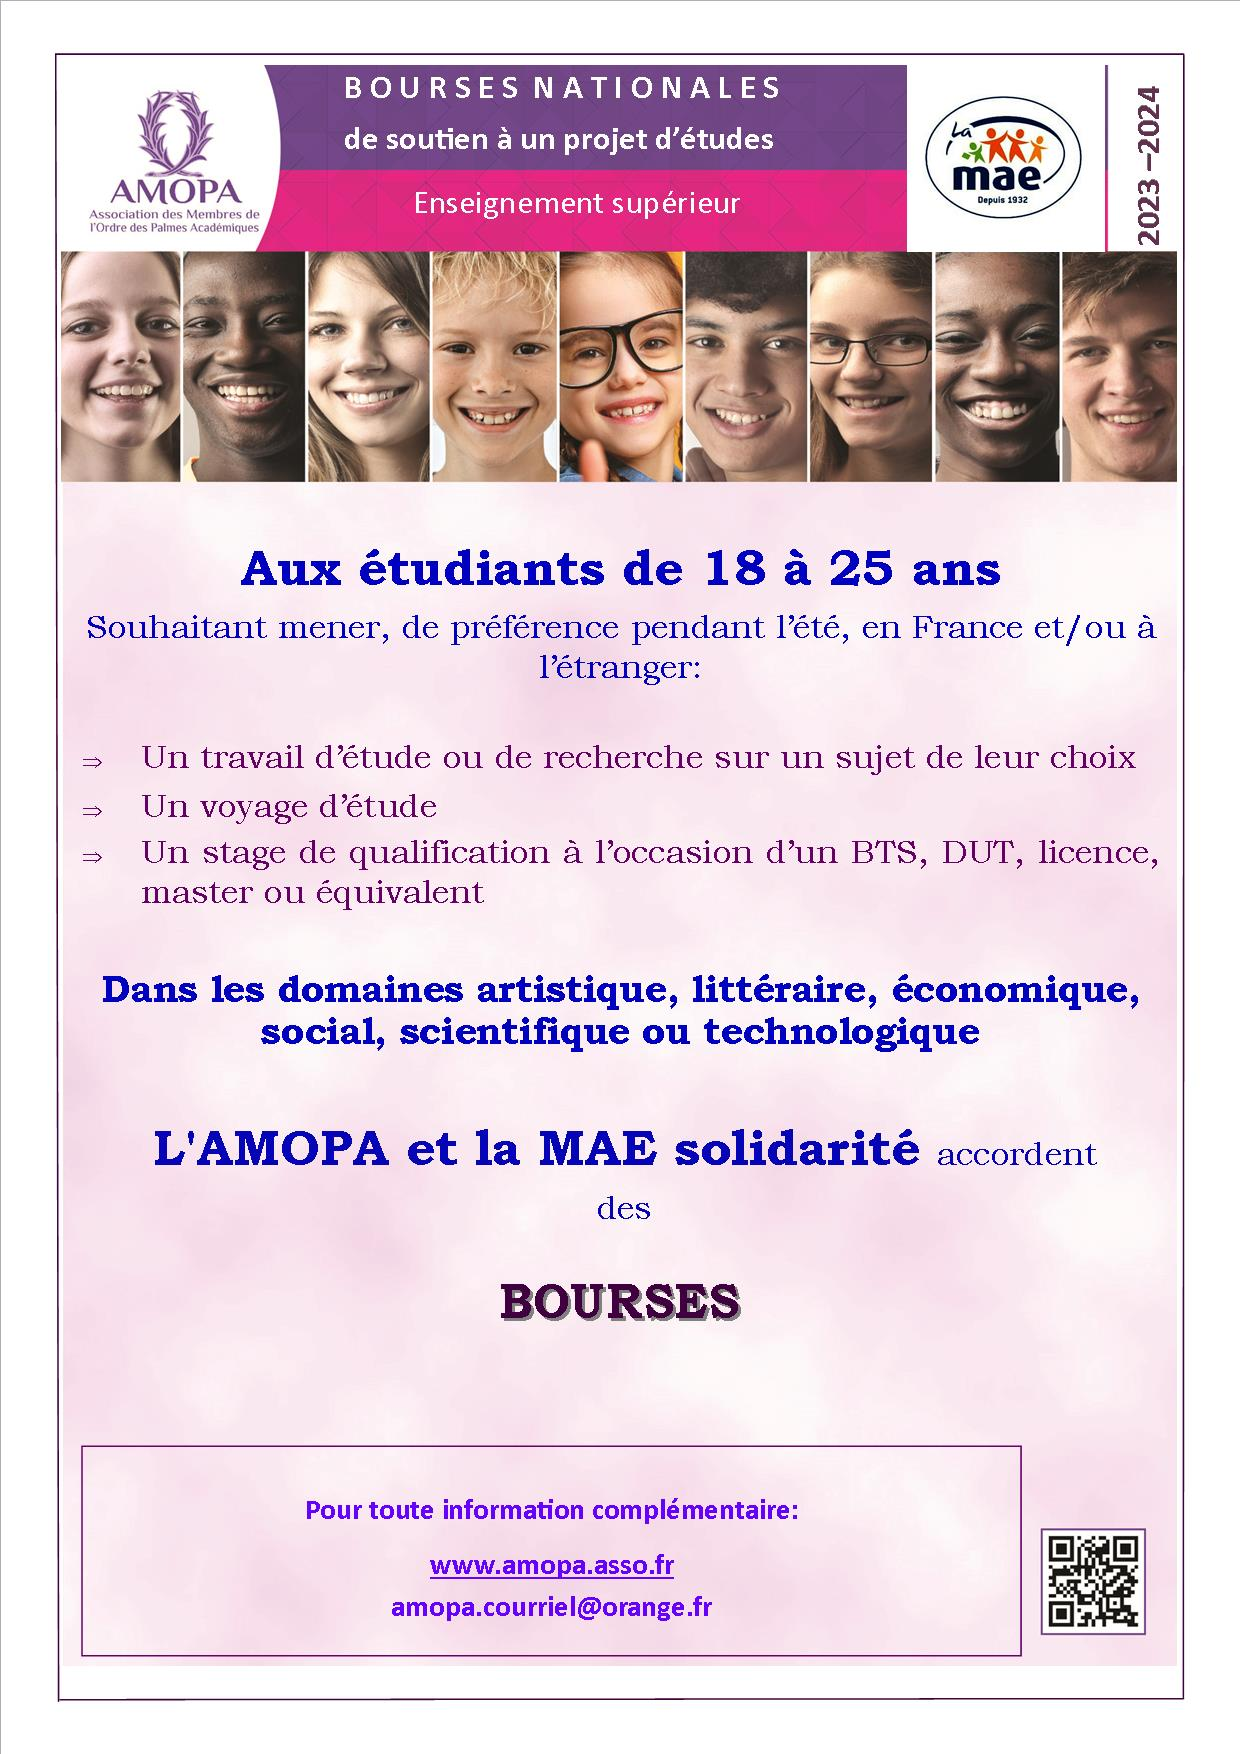 BOURSES NATIONALES
de soutien à un projet d’études
Enseignement supérieur
AMOPA
Association des Membres de
l’Ordre des Palmes Académiques
La
mae
Depuis 1932
2023 –2024
Aux étudiants de 18 à 25 ans
Souhaitant mener, de préférence pendant l’été, en France et/ou à
l’étranger:
⇒ Un travail d’étude ou de recherche sur un sujet de leur choix
⇒ Un voyage d’étude
⇒ Un stage de qualification à l’occasion d’un BTS, DUT, licence,
master ou équivalent
Dans les domaines artistique, littéraire, économique,
social, scientifique ou technologique
L'AMOPA et la MAE solidarité accordent
des
BOURSES
Pour toute information complémentaire:
www.amopa.asso.fr
amopa.courriel@orange.fr